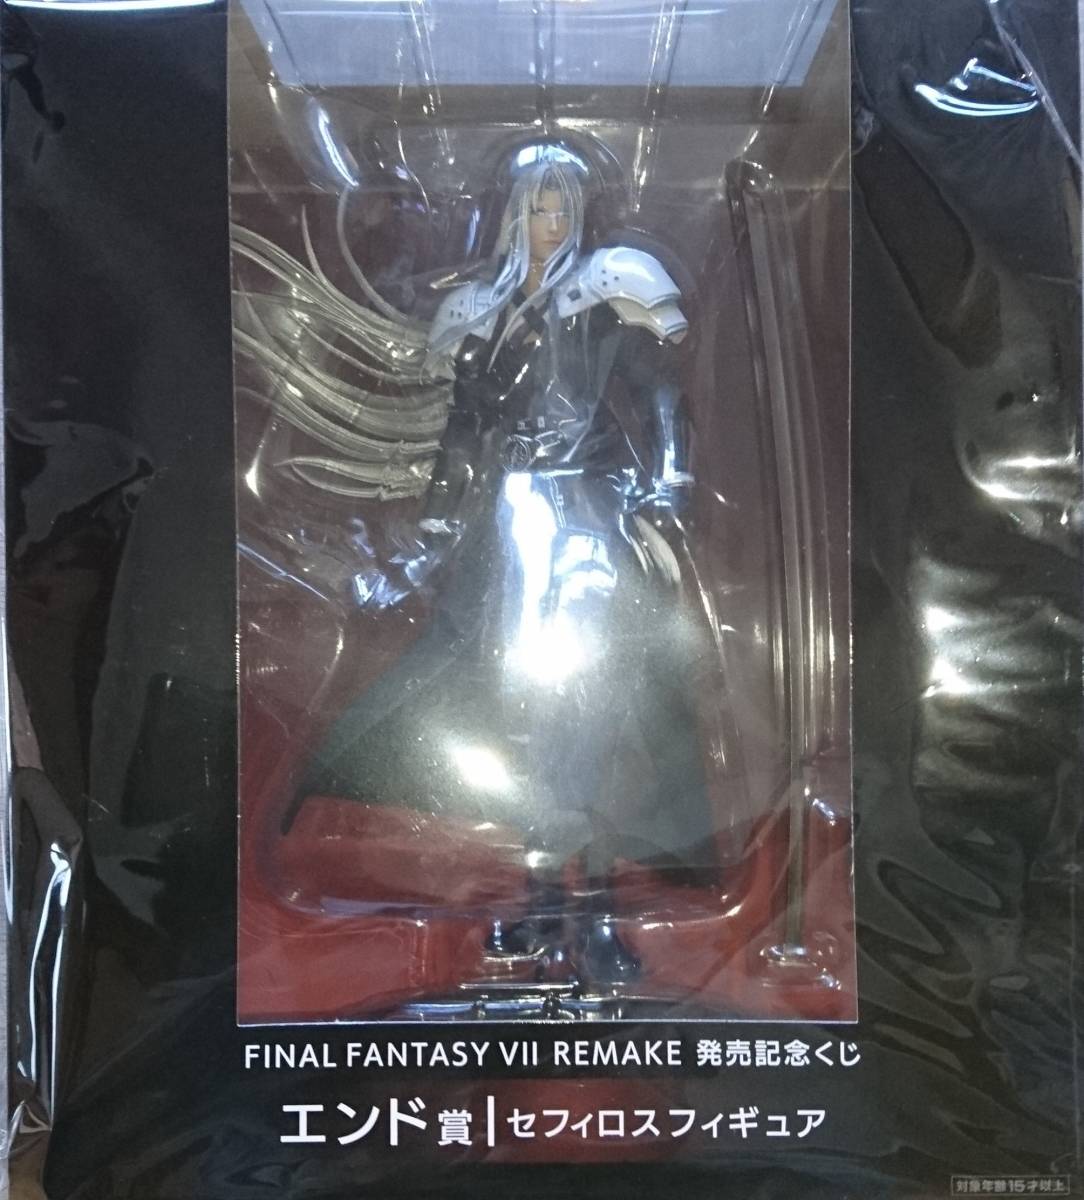 FINAL FANTASY VII REMAKE 発売記念くじ
エンド賞|セフィロスフィギュア
対象年齢15才以上